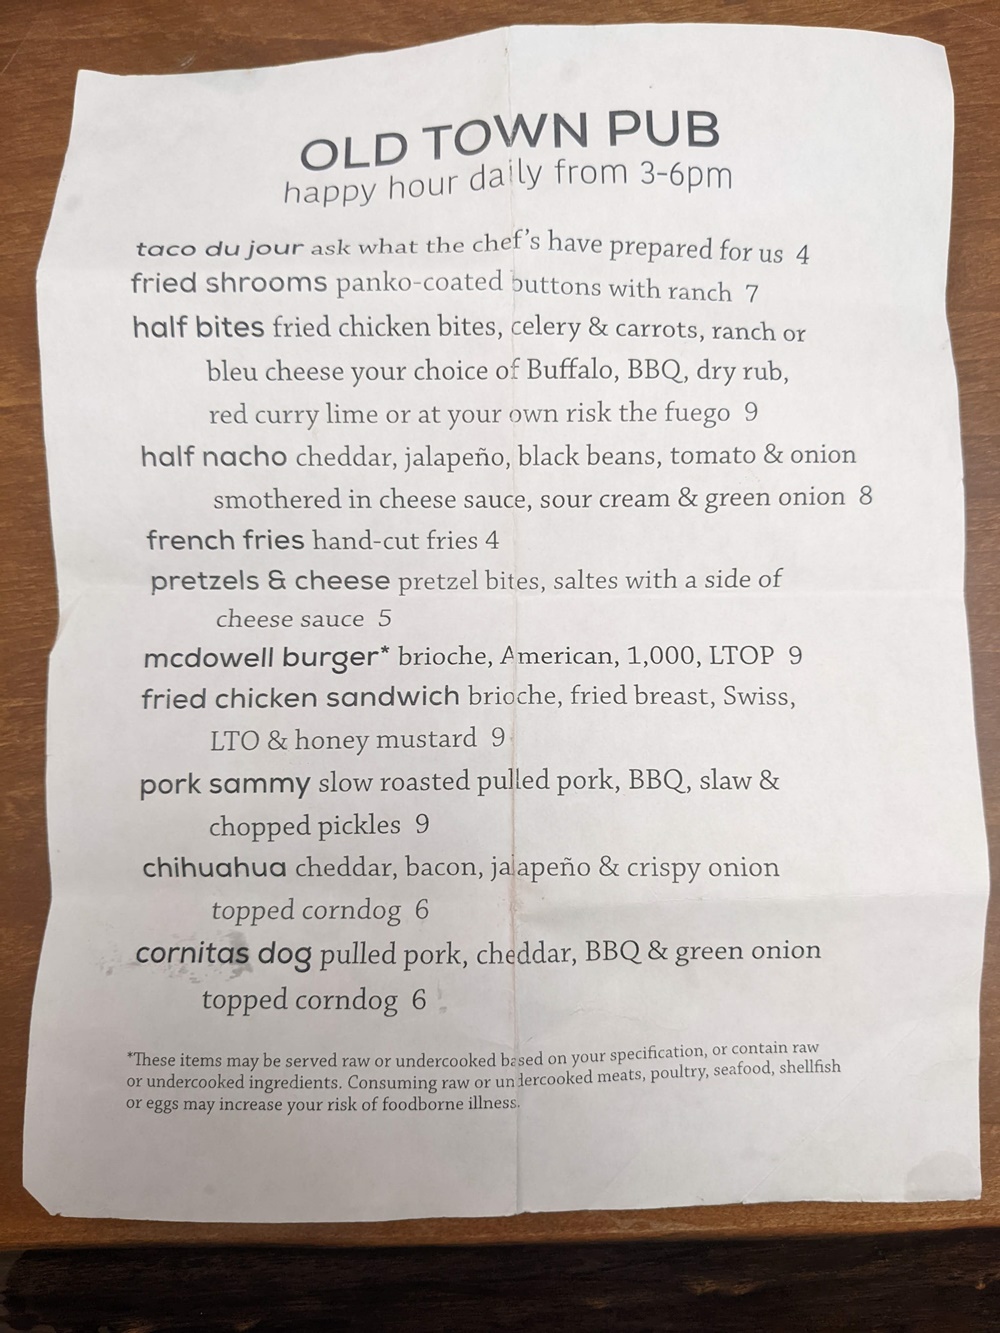 OLD TOWN PUB
happy hour daily from 3-6pm
taco du jour ask what the chef's have prepared for us 4
fried shrooms panko-coated buttons with ranch 7
half bites fried chicken bites, celery & carrots, ranch or
bleu cheese your choice of Buffalo, BBQ, dry rub,
red curry lime or at your own risk the fuego 9
half nacho cheddar, jalapeño, black beans, tomato & onion
smothered in cheese sauce, sour cream & green onion 8
french fries hand-cut fries 4
pretzels & cheese pretzel bites, saltes with a side of
cheese sauce 5
mcdowell burger* brioche, American, 1,000, LTOP 9
fried chicken sandwich brioche, fried breast, Swiss,
LTO & honey mustard 9
pork sammy slow roasted pulled pork, BBQ, slaw &
chopped pickles 9
chihuahua cheddar, bacon, jalapeño & crispy onion
topped corndog 6
cornitas dog pulled pork, cheddar, BBQ & green onion
topped corndog 6
*These items may be served raw or undercooked based on your specification, or contain raw
or undercooked ingredients. Consuming raw or undercooked meats, poultry, seafood, shellfish
or eggs may increase your risk of foodborne illness.